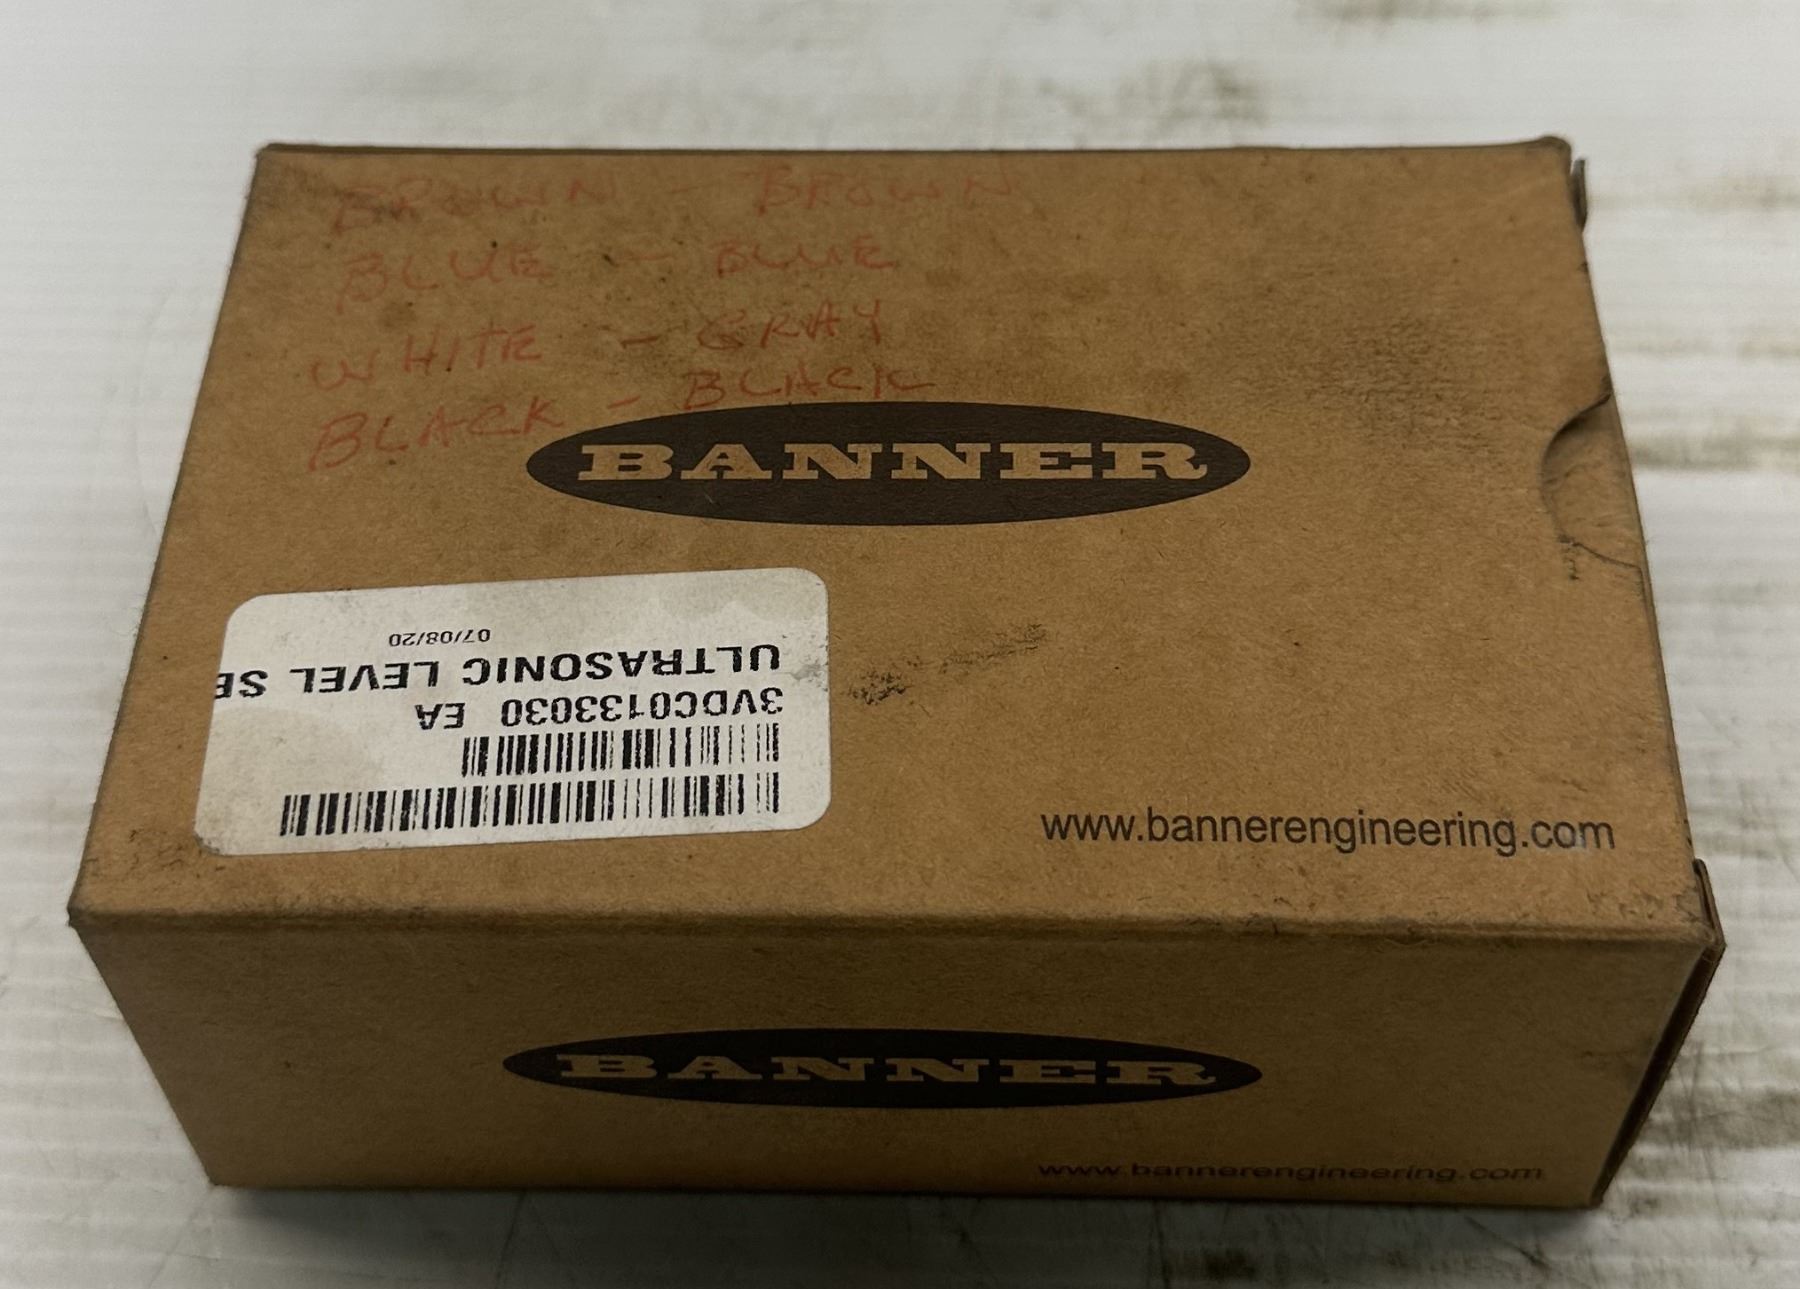 BROWN - BROWN
BLUE - BLUE
WHITE - GRAY
BLACK - BLACK
BANNER
07/08/20
ULTRASONIC LEVEL SE
3VDC0133030 EA
www.bannerengineering.com
BANNER
www.bannerengineering.com